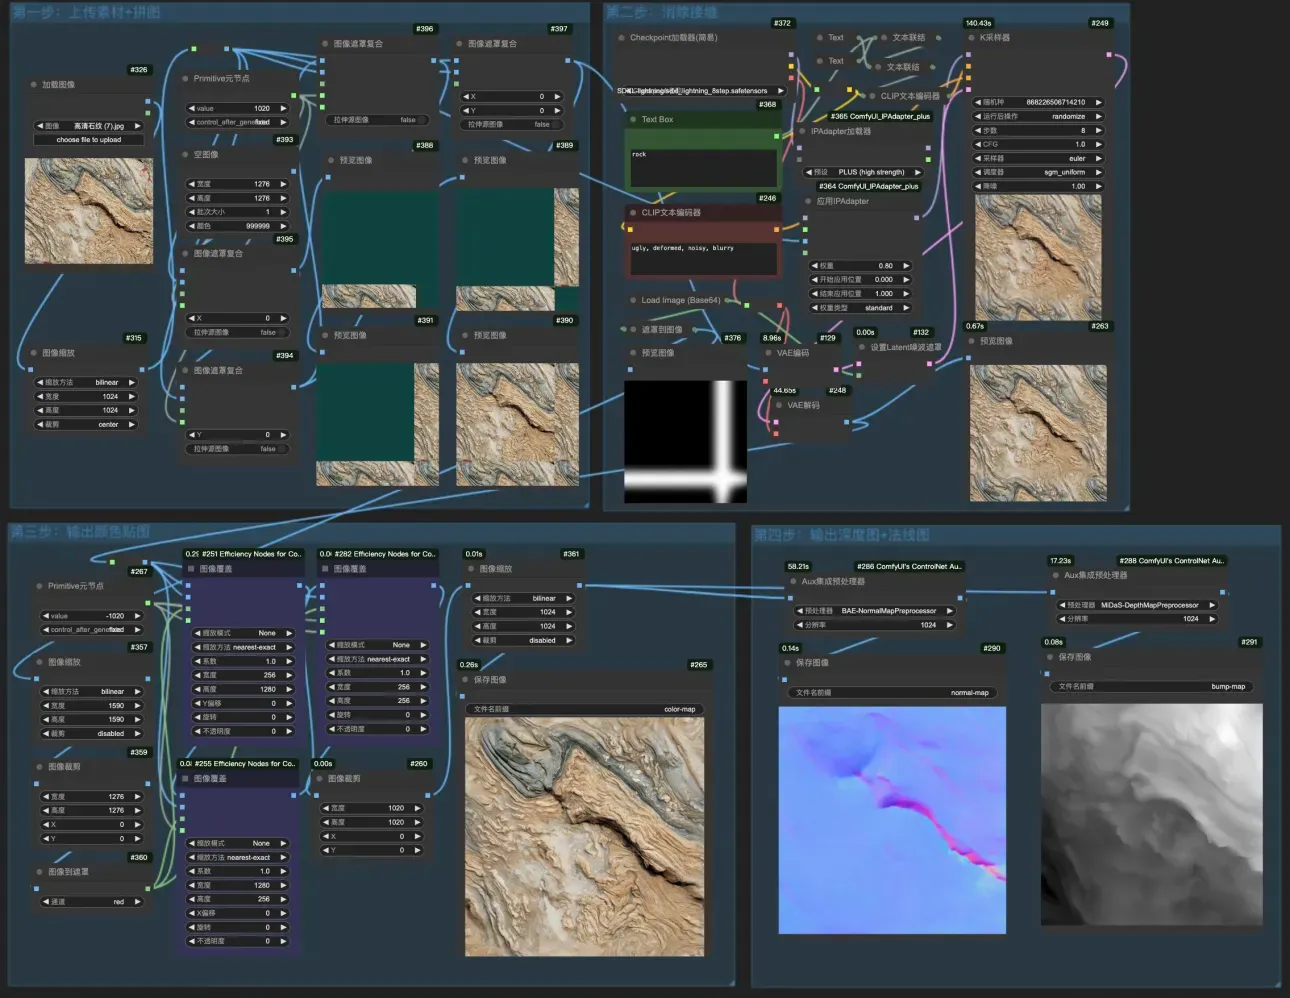 第一步：上传素材+拼图
#326
加载图像
图像 高清石纹 (7).jpg
choose file to upload
#315
图像缩放
缩放方法 bilinear
宽度 1024
高度 1024
裁剪 center
Primitive元节点
value 1020
control_after_generate fixed
#393
空图像
宽度 1276
高度 1276
批次大小 1
颜色 999999
#395
图像遮罩复合
X 0
拉伸源图像 false
#394
图像遮罩复合
Y 0
拉伸源图像 false
#396
图像遮罩复合
拉伸源图像 false
#388
预览图像
#391
预览图像
#397
图像遮罩复合
X 0
Y 0
拉伸源图像 false
#389
预览图像
#390
预览图像
第二步：消除接缝
#372
Checkpoint加载器(简易)
#368
Text Box
rock
#246
CLIP文本编码器
ugly, deformed, noisy, blurry
Load Image (Base64)
遮罩到图像
#376
预览图像
Text
文本联结
Text
文本联结
CLIP文本编码器
#365 ComfyUI_IPAdapter_plus
IPAdapter加载器
预设 PLUS (high strength)
#364 ComfyUI_IPAdapter_plus
应用IPAdapter
权重 0.80
开始应用位置 0.000
结束应用位置 1.000
权重类型 standard
8.96s #129
VAE编码
0.00s #132
设置Latent噪波遮罩
44.65s #248
VAE解码
140.43s #249
K采样器
随机种 868226506714210
运行后操作 randomize
步数 8
CFG 1.0
采样器 euler
调度器 sgm_uniform
降噪 1.00
0.67s #263
预览图像
第三步：输出颜色贴图
#267
Primitive元节点
value -1020
control_after_generate fixed
#357
图像缩放
缩放方法 bilinear
宽度 1590
高度 1590
裁剪 disabled
#359
图像裁剪
宽度 1276
高度 1276
X 0
Y 0
#360
图像到遮罩
通道 red
#251 Efficiency Nodes for Co..
图像覆盖
缩放模式 None
缩放方法 nearest-exact
系数 1.0
宽度 256
高度 1280
Y偏移 0
旋转 0
不透明度 0
#255 Efficiency Nodes for Co..
图像覆盖
缩放模式 None
缩放方法 nearest-exact
系数 1.0
宽度 1280
高度 256
X偏移 0
旋转 0
不透明度 0
#282 Efficiency Nodes for Co..
图像覆盖
缩放模式 None
缩放方法 nearest-exact
系数 1.0
宽度 256
高度 256
旋转 0
不透明度 0
0.00s #260
图像裁剪
宽度 1020
高度 1020
X 0
Y 0
0.01s #361
图像缩放
缩放方法 bilinear
宽度 1024
高度 1024
裁剪 disabled
0.26s #265
保存图像
文件名前缀 color-map
第四步：输出深度图+法线图
58.21s #286 ComfyUI's ControlNet Au..
Aux集成预处理器
预处理器 BAE-NormalMapPreprocessor
分辨率 1024
0.14s #290
保存图像
文件名前缀 normal-map
17.23s #288 ComfyUI's ControlNet Au..
Aux集成预处理器
预处理器 MiDaS-DepthMapPreprocessor
分辨率 1024
0.08s #291
保存图像
文件名前缀 bump-map